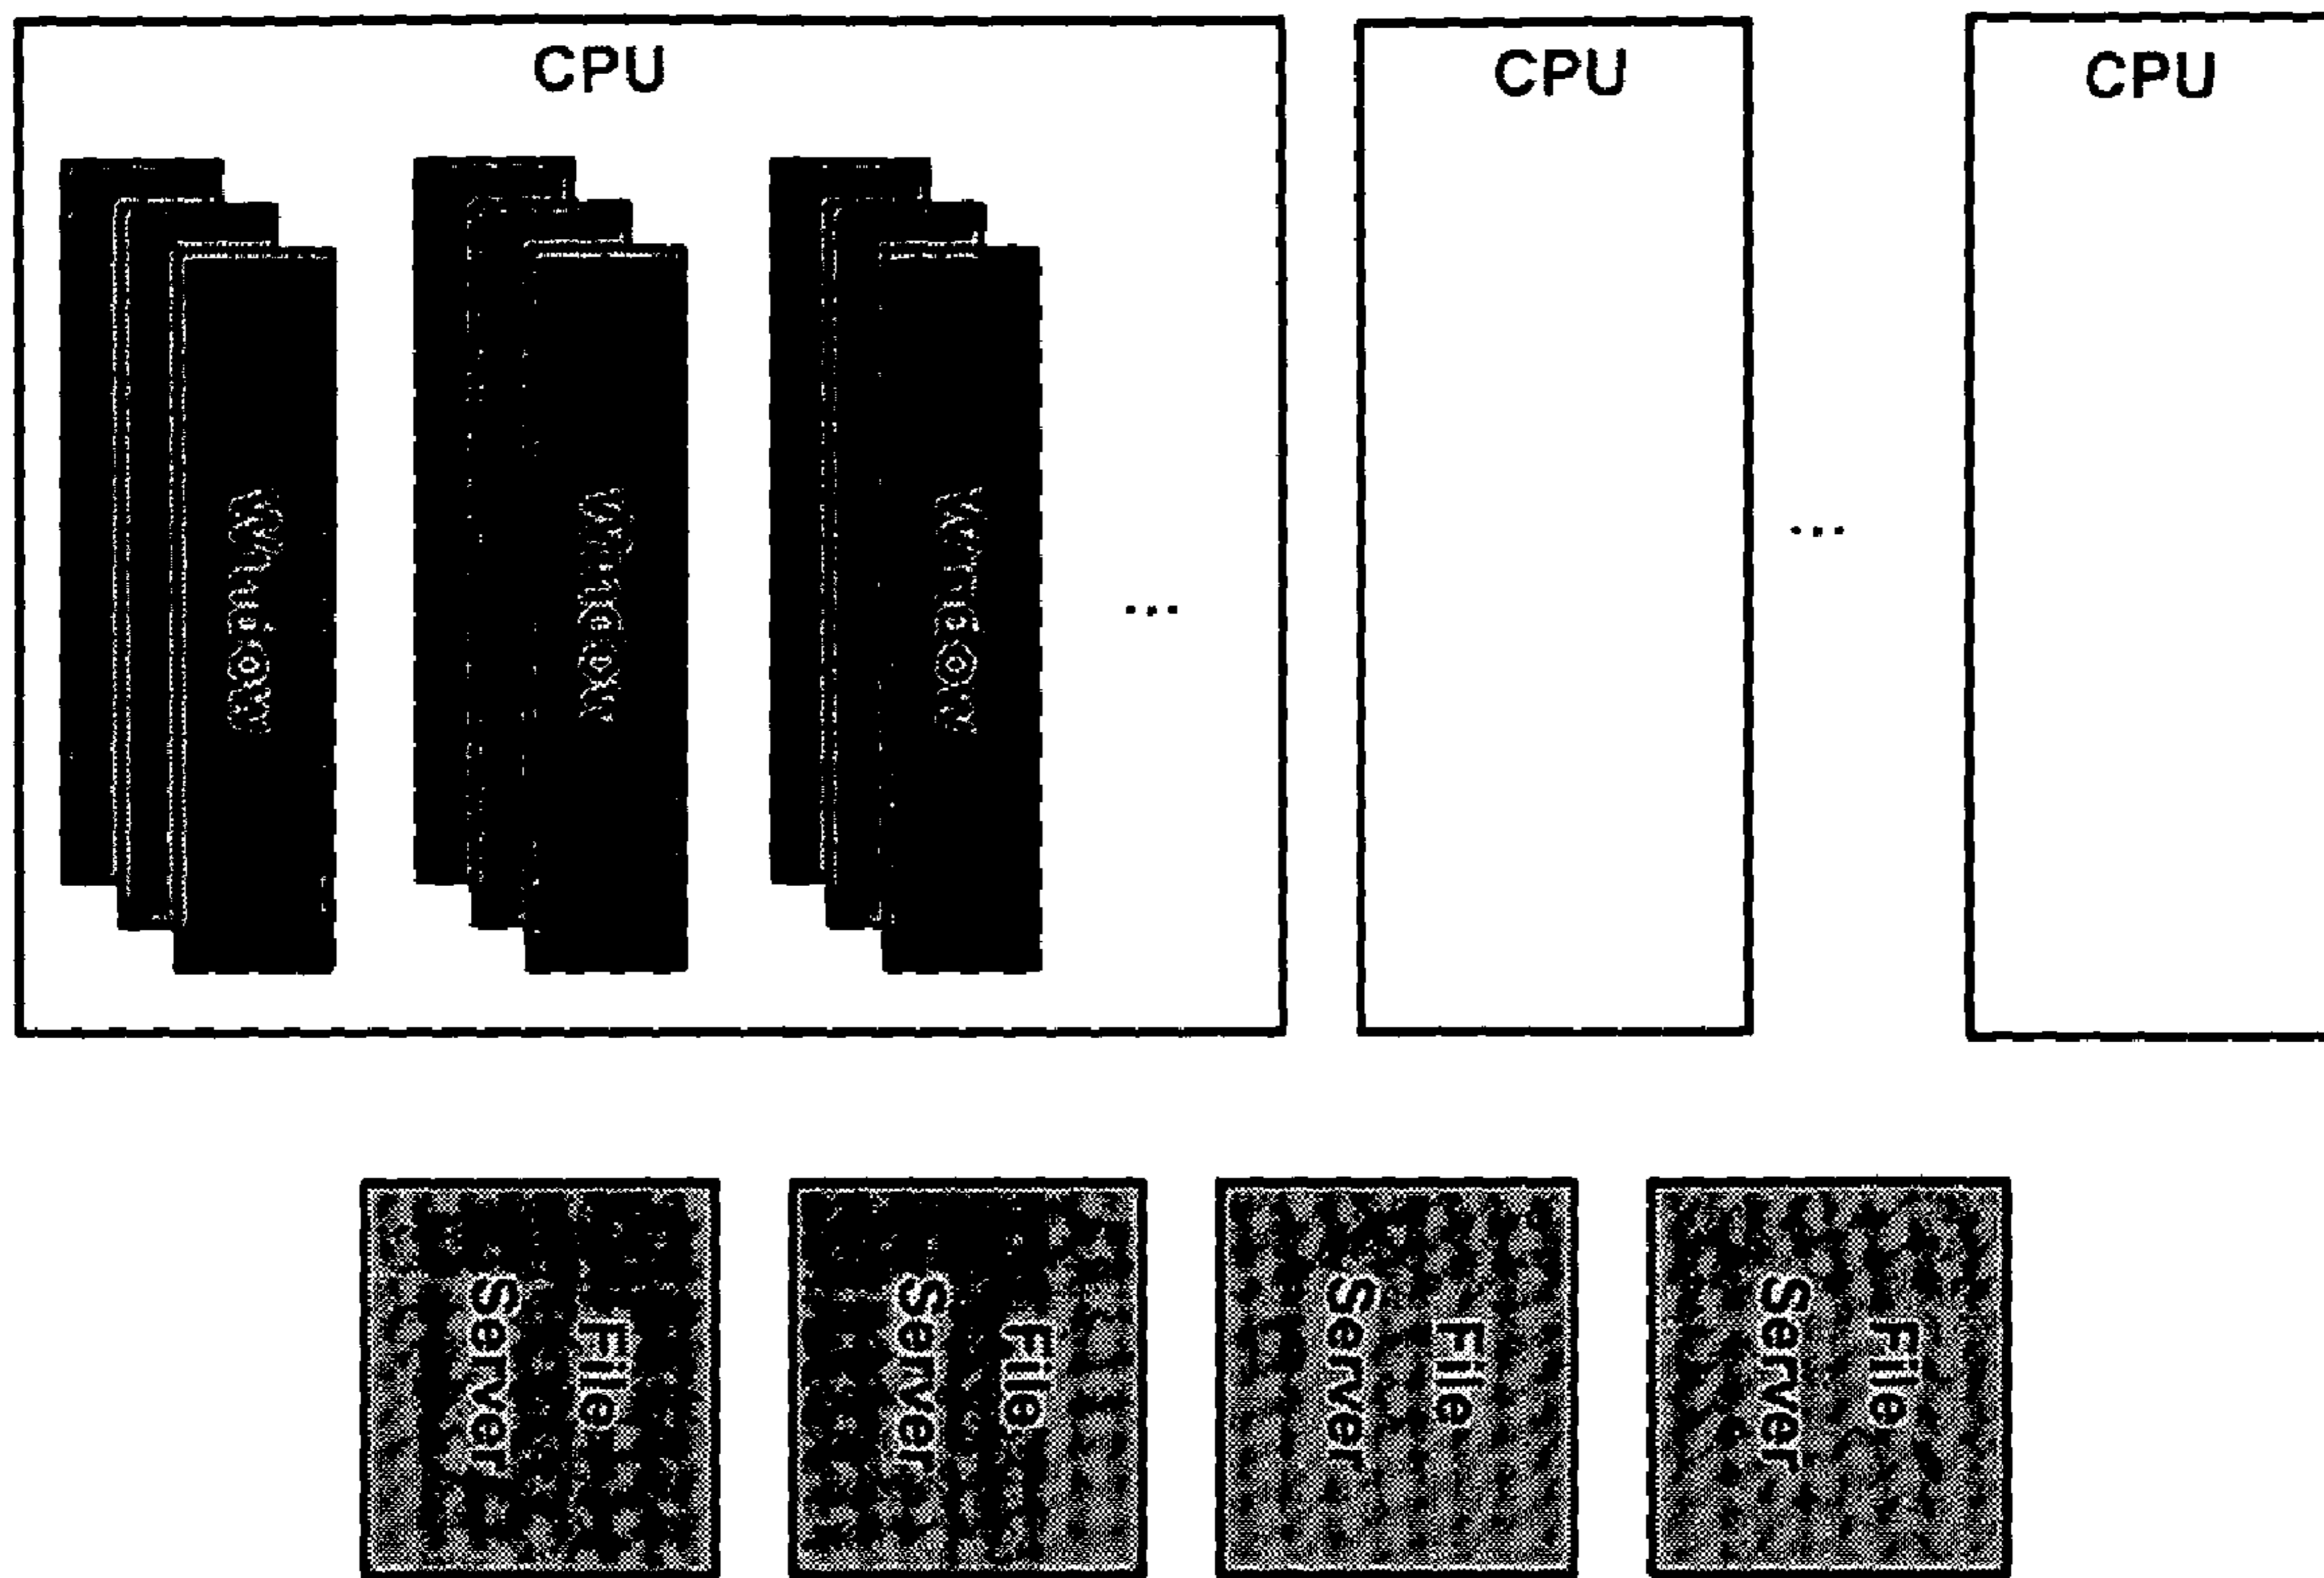 CPU
CPU
CPU
Window
Window
Window
...
...
File
Server
File
Server
File
Server
File
Server